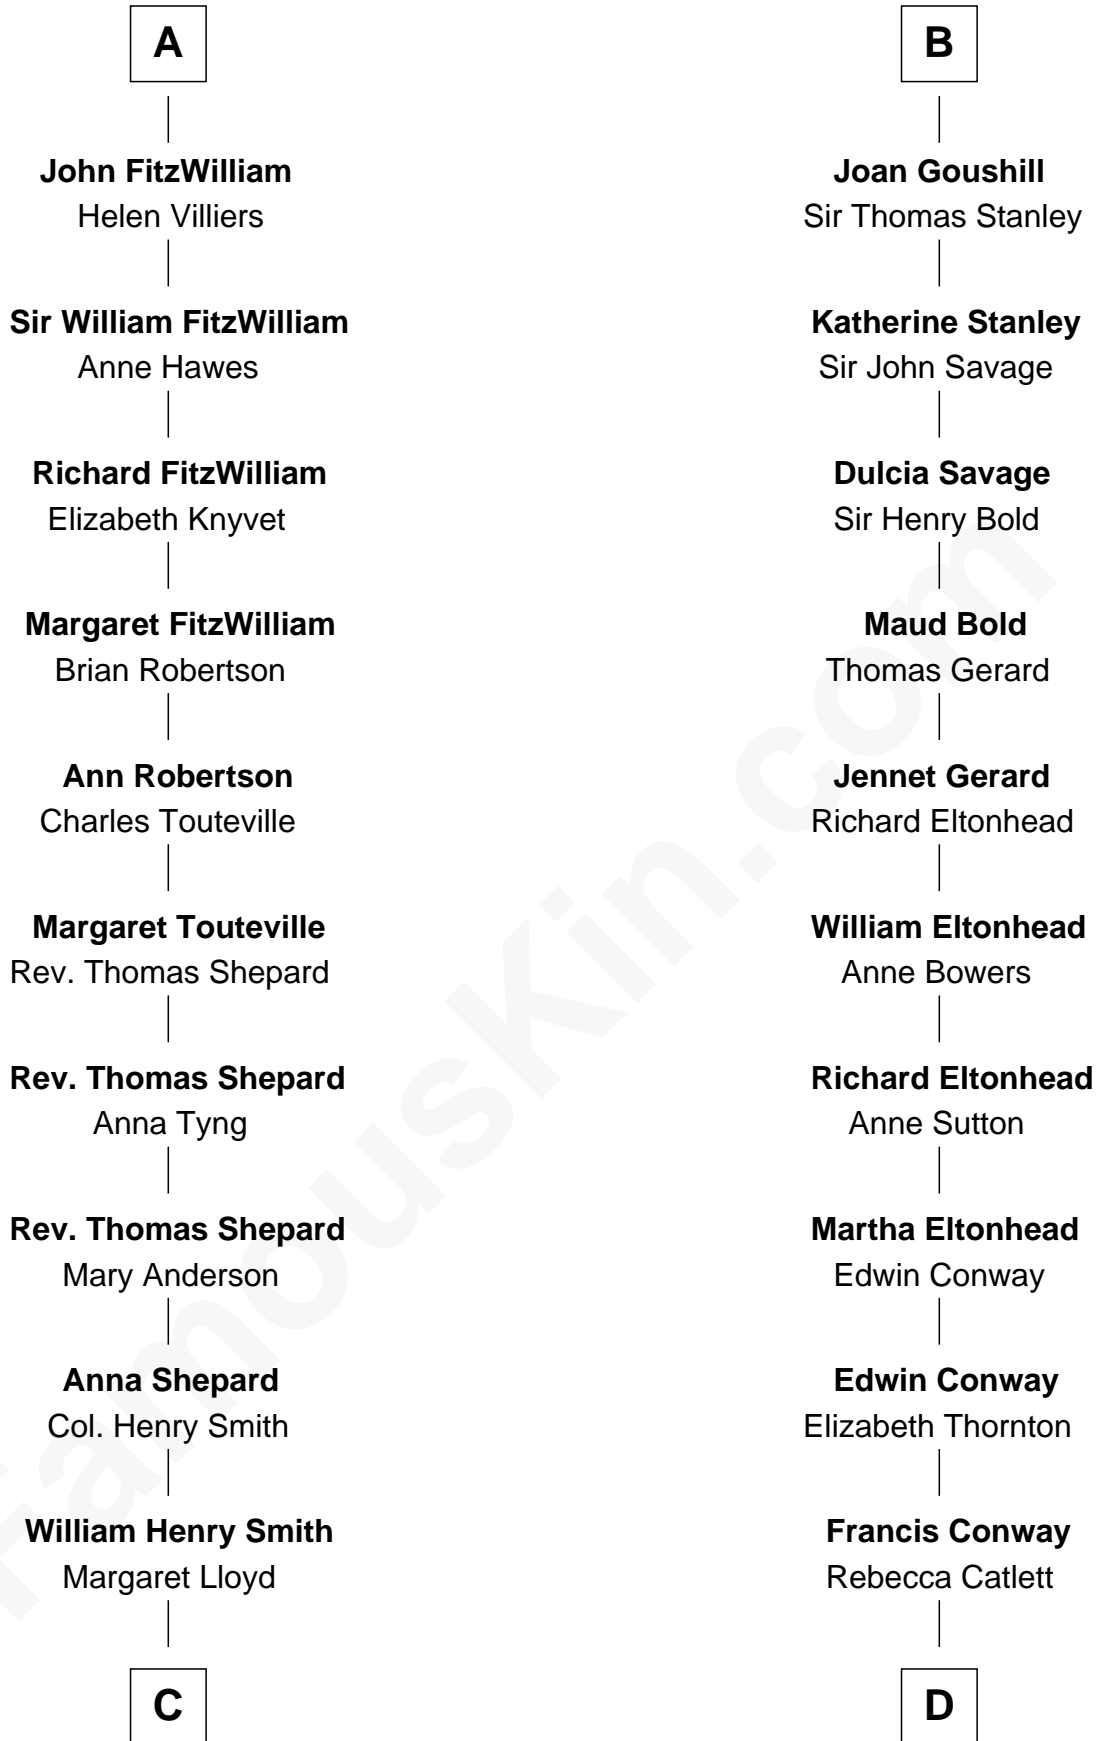 A
John FitzWilliam
Helen Villiers
Sir William FitzWilliam
Anne Hawes
Richard FitzWilliam
Elizabeth Knyvet
Margaret FitzWilliam
Brian Robertson
Ann Robertson
Charles Touteville
Margaret Touteville
Rev. Thomas Shepard
Rev. Thomas Shepard
Anna Tyng
Rev. Thomas Shepard
Mary Anderson
Anna Shepard
Col. Henry Smith
William Henry Smith
Margaret Lloyd
C
B
Joan Goushill
Sir Thomas Stanley
Katherine Stanley
Sir John Savage
Dulcia Savage
Sir Henry Bold
Maud Bold
Thomas Gerard
Jennet Gerard
Richard Eltonhead
William Eltonhead
Anne Bowers
Richard Eltonhead
Anne Sutton
Martha Eltonhead
Edwin Conway
Edwin Conway
Elizabeth Thornton
Francis Conway
Rebecca Catlett
D
FamousKin.com